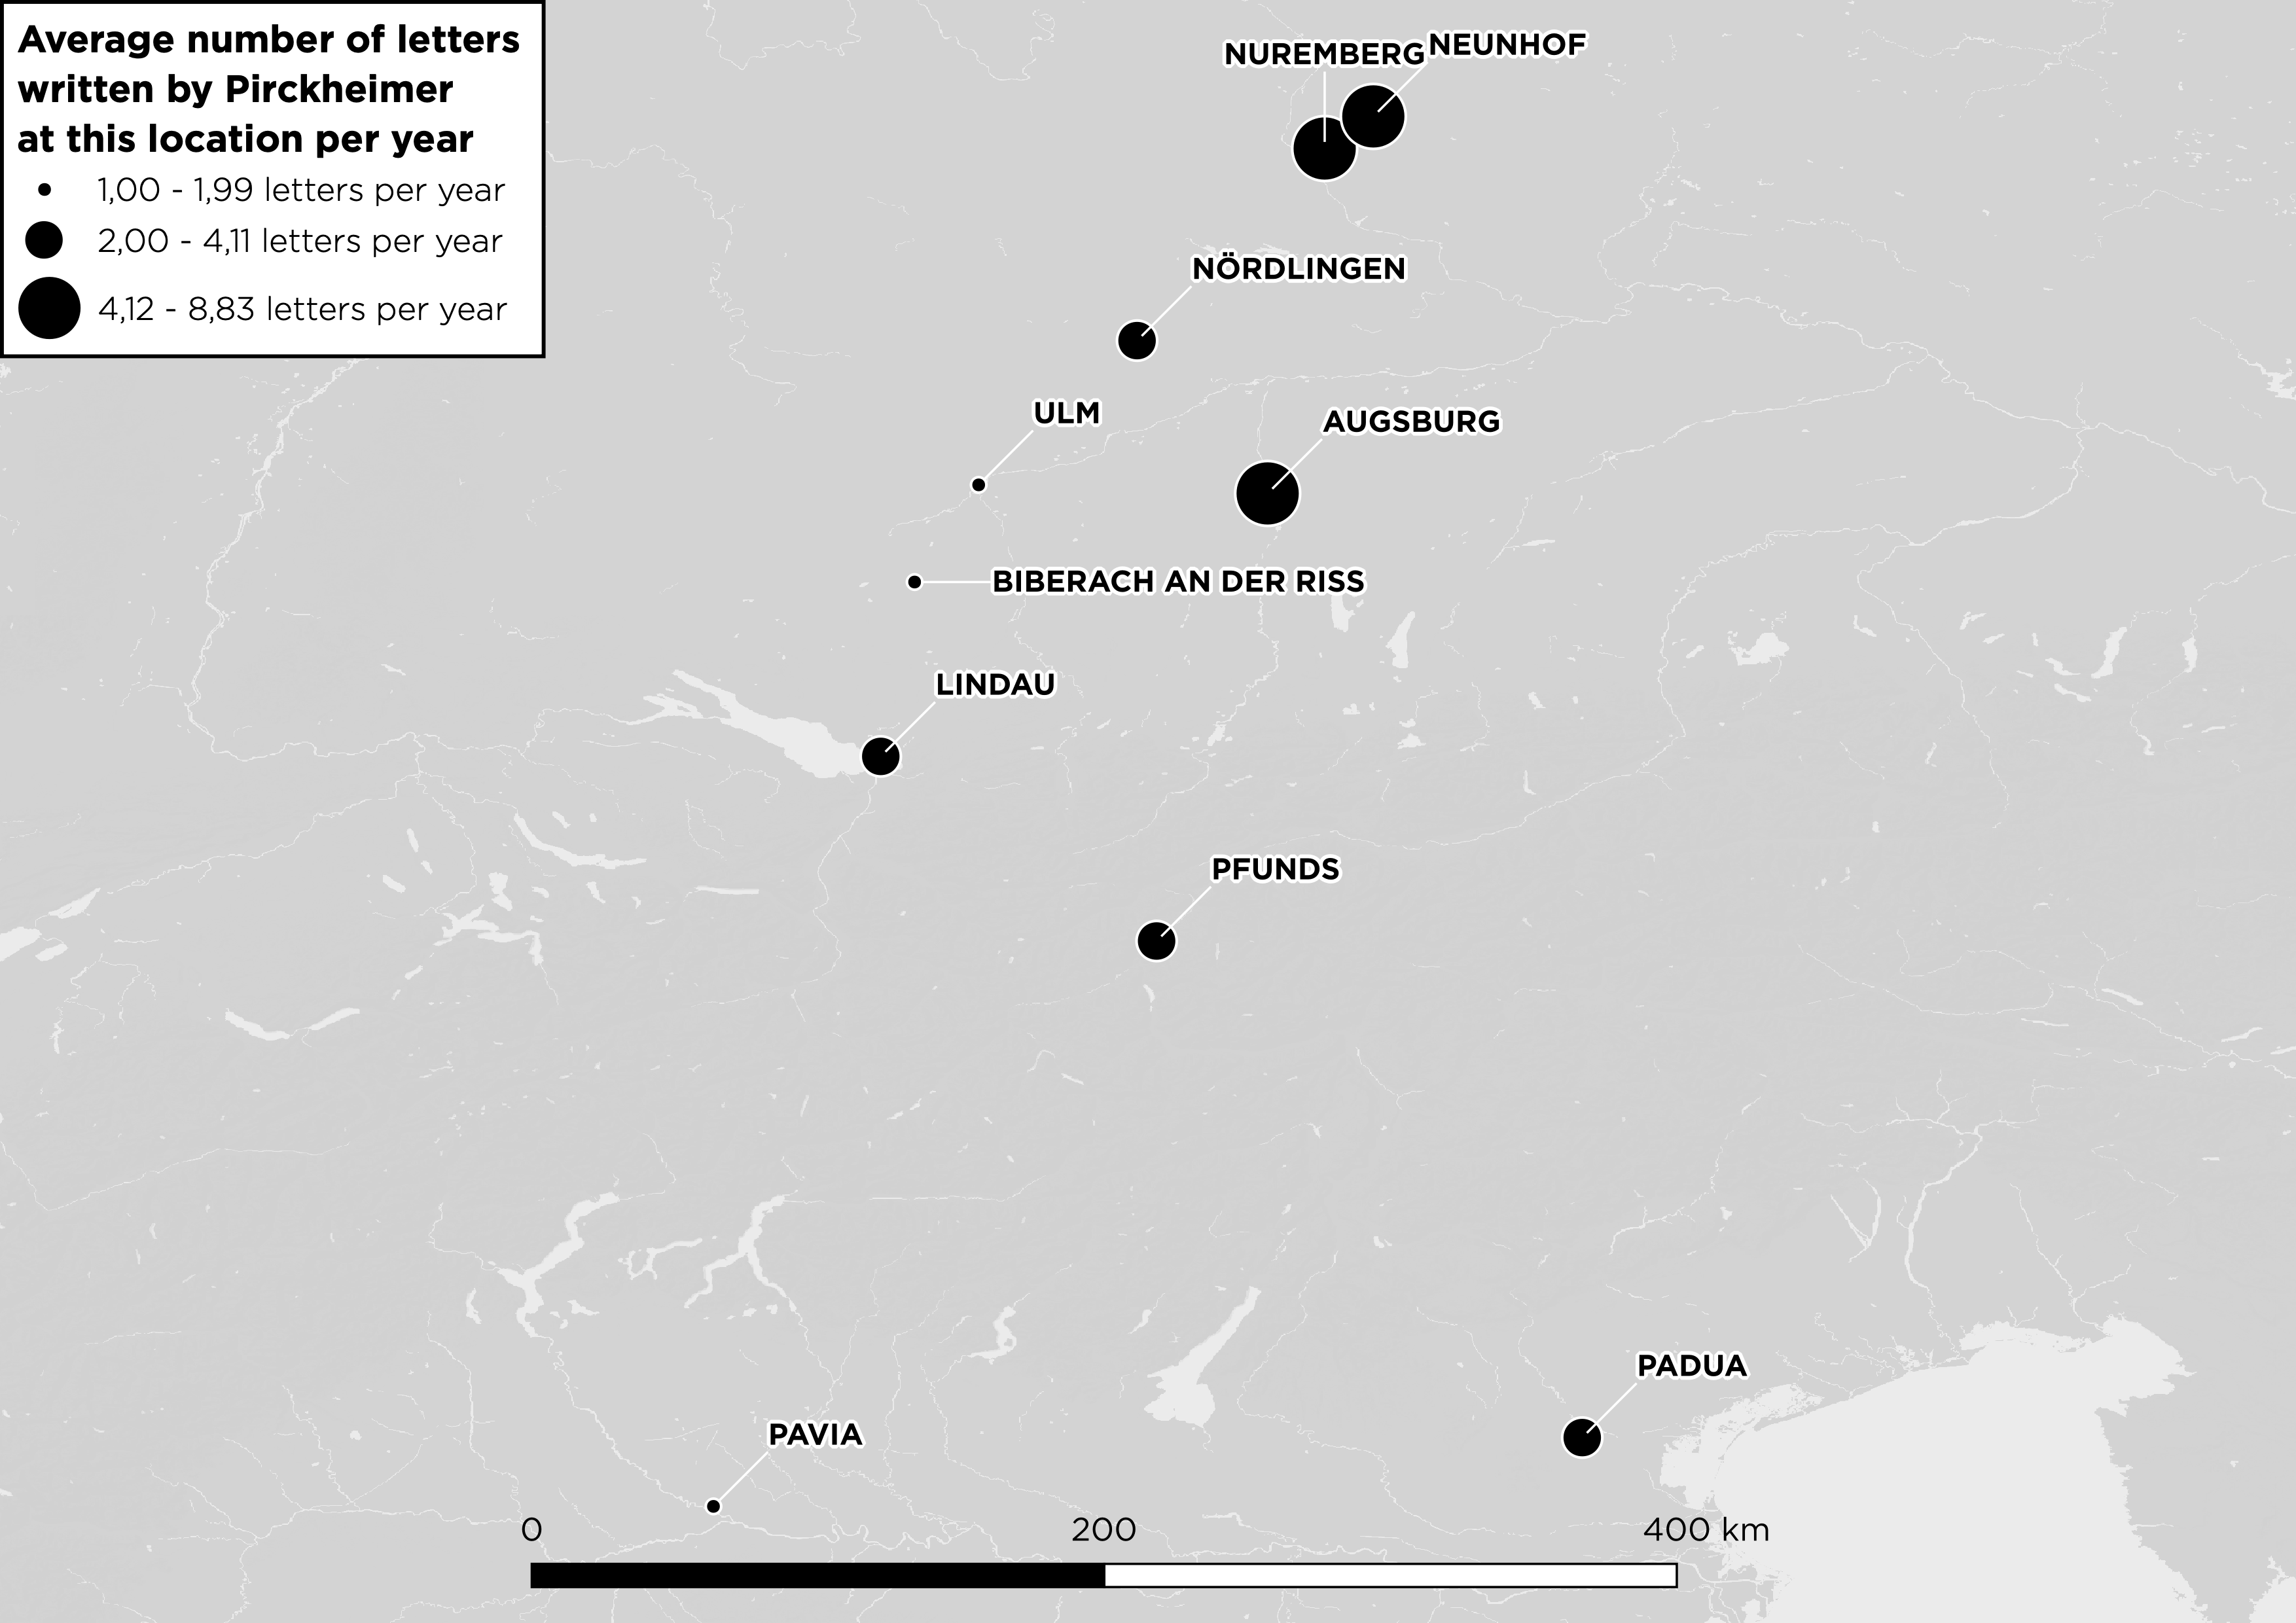 Average number of letters
written by Pirckheimer
at this location per year
1,00 - 1,99 letters per year
2,00 - 4,11 letters per year
4,12 - 8,83 letters per year
NUREMBERG
NEUNHOF
NÖRDLINGEN
ULM
AUGSBURG
BIBERACH AN DER RISS
LINDAU
PFUNDS
PADUA
PAVIA
0 200 400 km